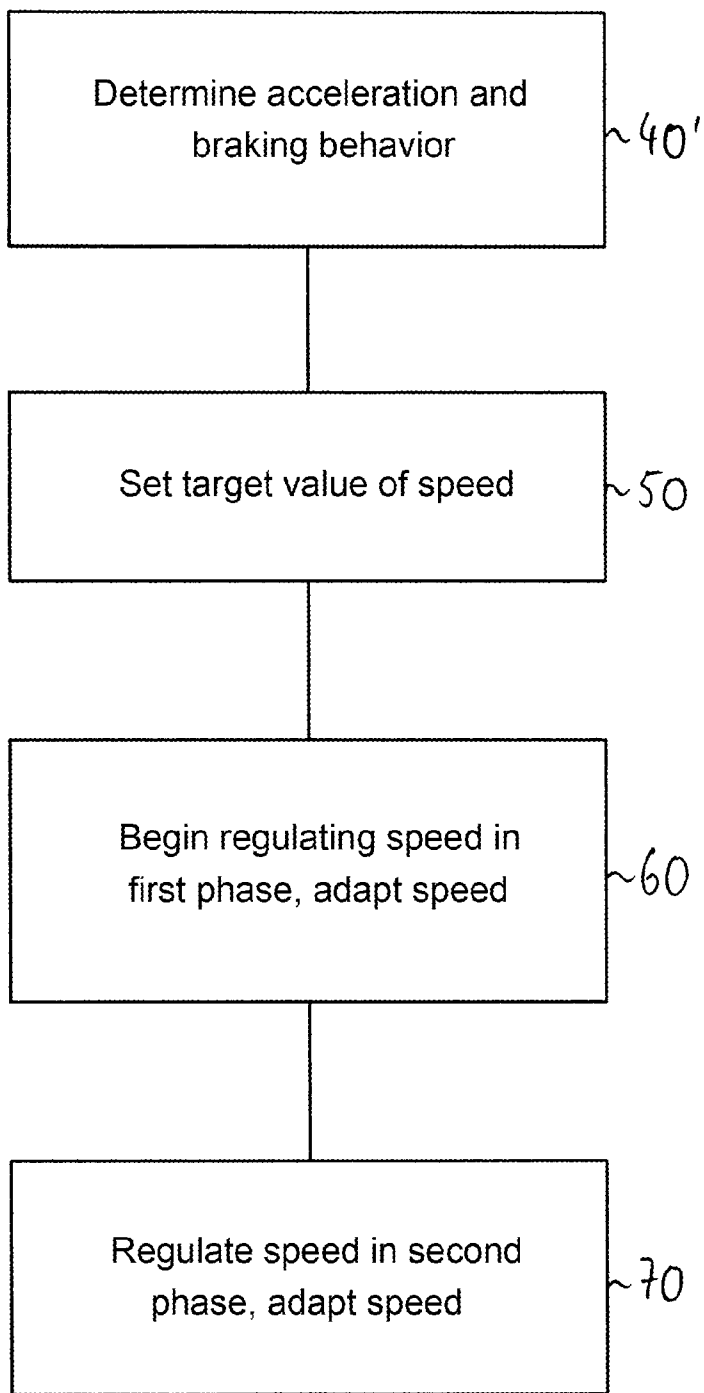 Determine acceleration and
braking behavior
~40'
Set target value of speed
~50
Begin regulating speed in
first phase, adapt speed
~60
Regulate speed in second
phase, adapt speed
~70